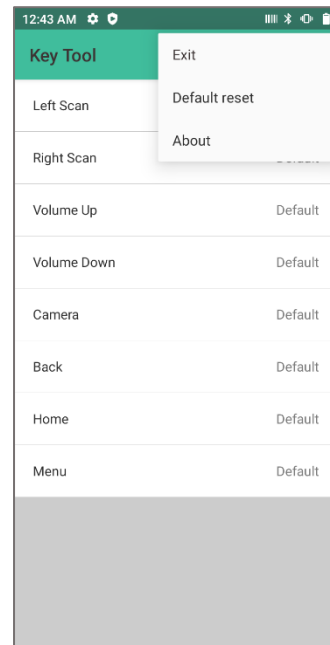 12:43 AM
Key Tool
Exit
Default reset
About
Left Scan
Right Scan
Volume Up Default
Volume Down Default
Camera Default
Back Default
Home Default
Menu Default